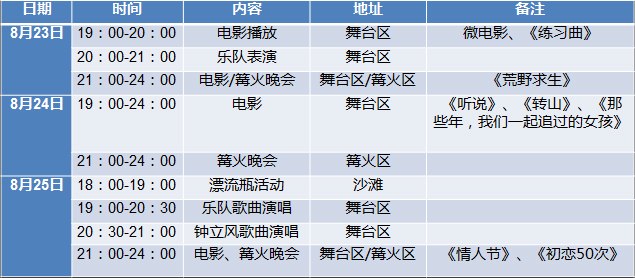 日期 时间 内容 地址 备注
8月23日 19：00-20：00 电影播放 舞台区 微电影、《练习曲》
20：00-21：00 乐队表演 舞台区
21：00-24：00 电影/篝火晚会 舞台区/篝火区 《荒野求生》
8月24日 19：00-24：00 电影 舞台区 《听说》、《转山》、《那
些年，我们一起追过的女孩》
21：00-24：00 篝火晚会 篝火区
8月25日 18：00-19：00 漂流瓶活动 沙滩
19：00-20：30 乐队歌曲演唱 舞台区
20：30-21：00 钟立风歌曲演唱 舞台区
21：00-24：00 电影、篝火晚会 舞台区/篝火区 《情人节》、《初恋50次》